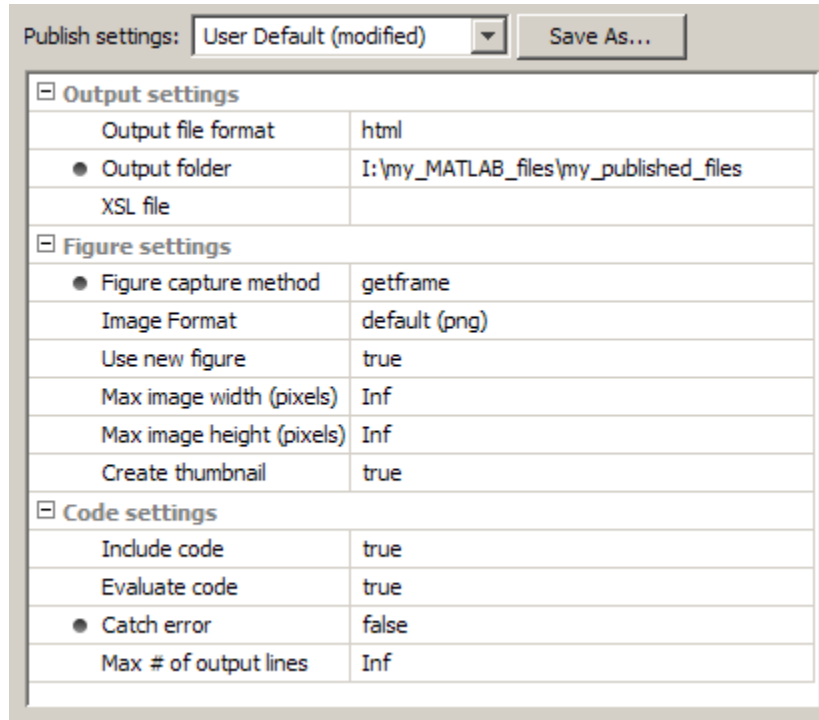 Publish settings: User Default (modified) Save As...
Output settings
Output file format html
Output folder I:\my_MATLAB_files\my_published_files
XSL file
Figure settings
Figure capture method getframe
Image Format default (png)
Use new figure true
Max image width (pixels) Inf
Max image height (pixels) Inf
Create thumbnail true
Code settings
Include code true
Evaluate code true
Catch error false
Max # of output lines Inf